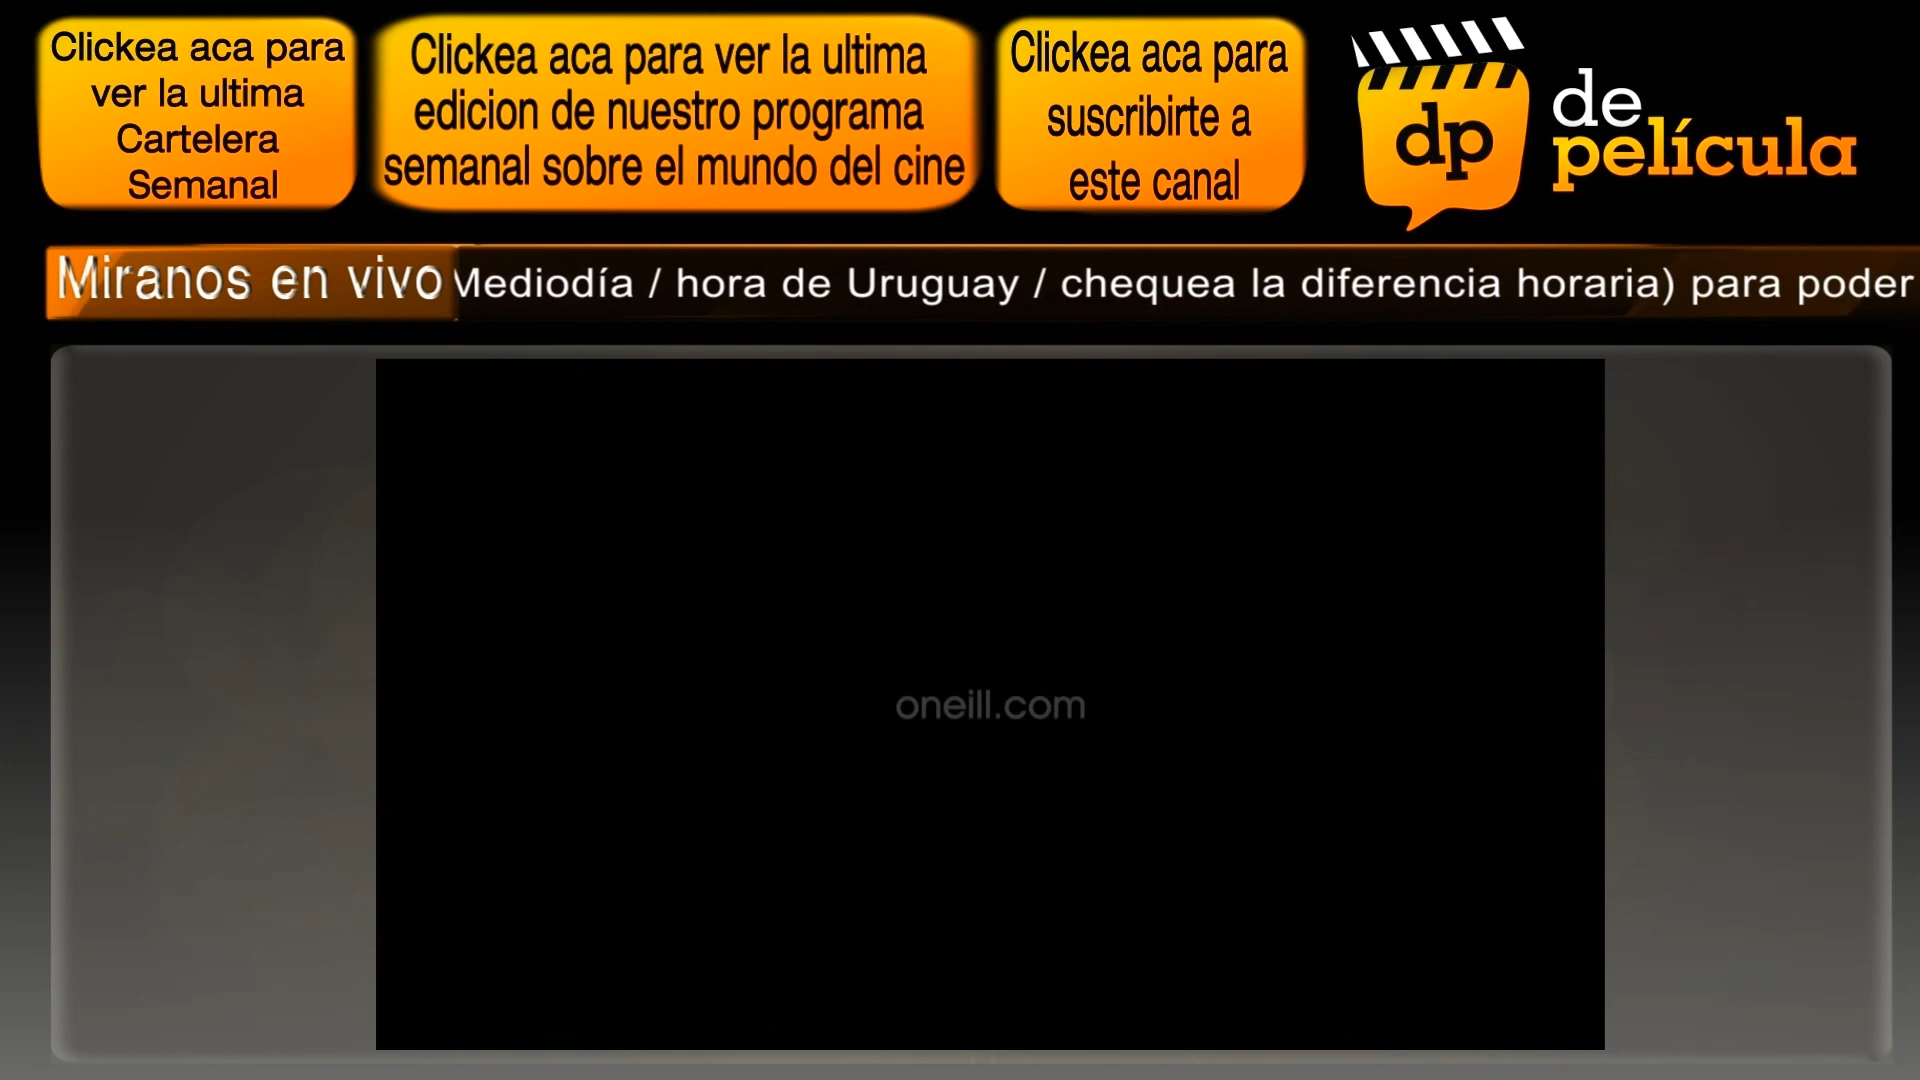 Clickea aca para
ver la ultima
Cartelera
Semanal
Clickea aca para ver la ultima
edicion de nuestro programa
semanal sobre el mundo del cine
Clickea aca para
suscribirte a
este canal
dp
de
película
Miranos en vivo
Mediodía / hora de Uruguay / chequea la diferencia horaria) para poder
oneill.com